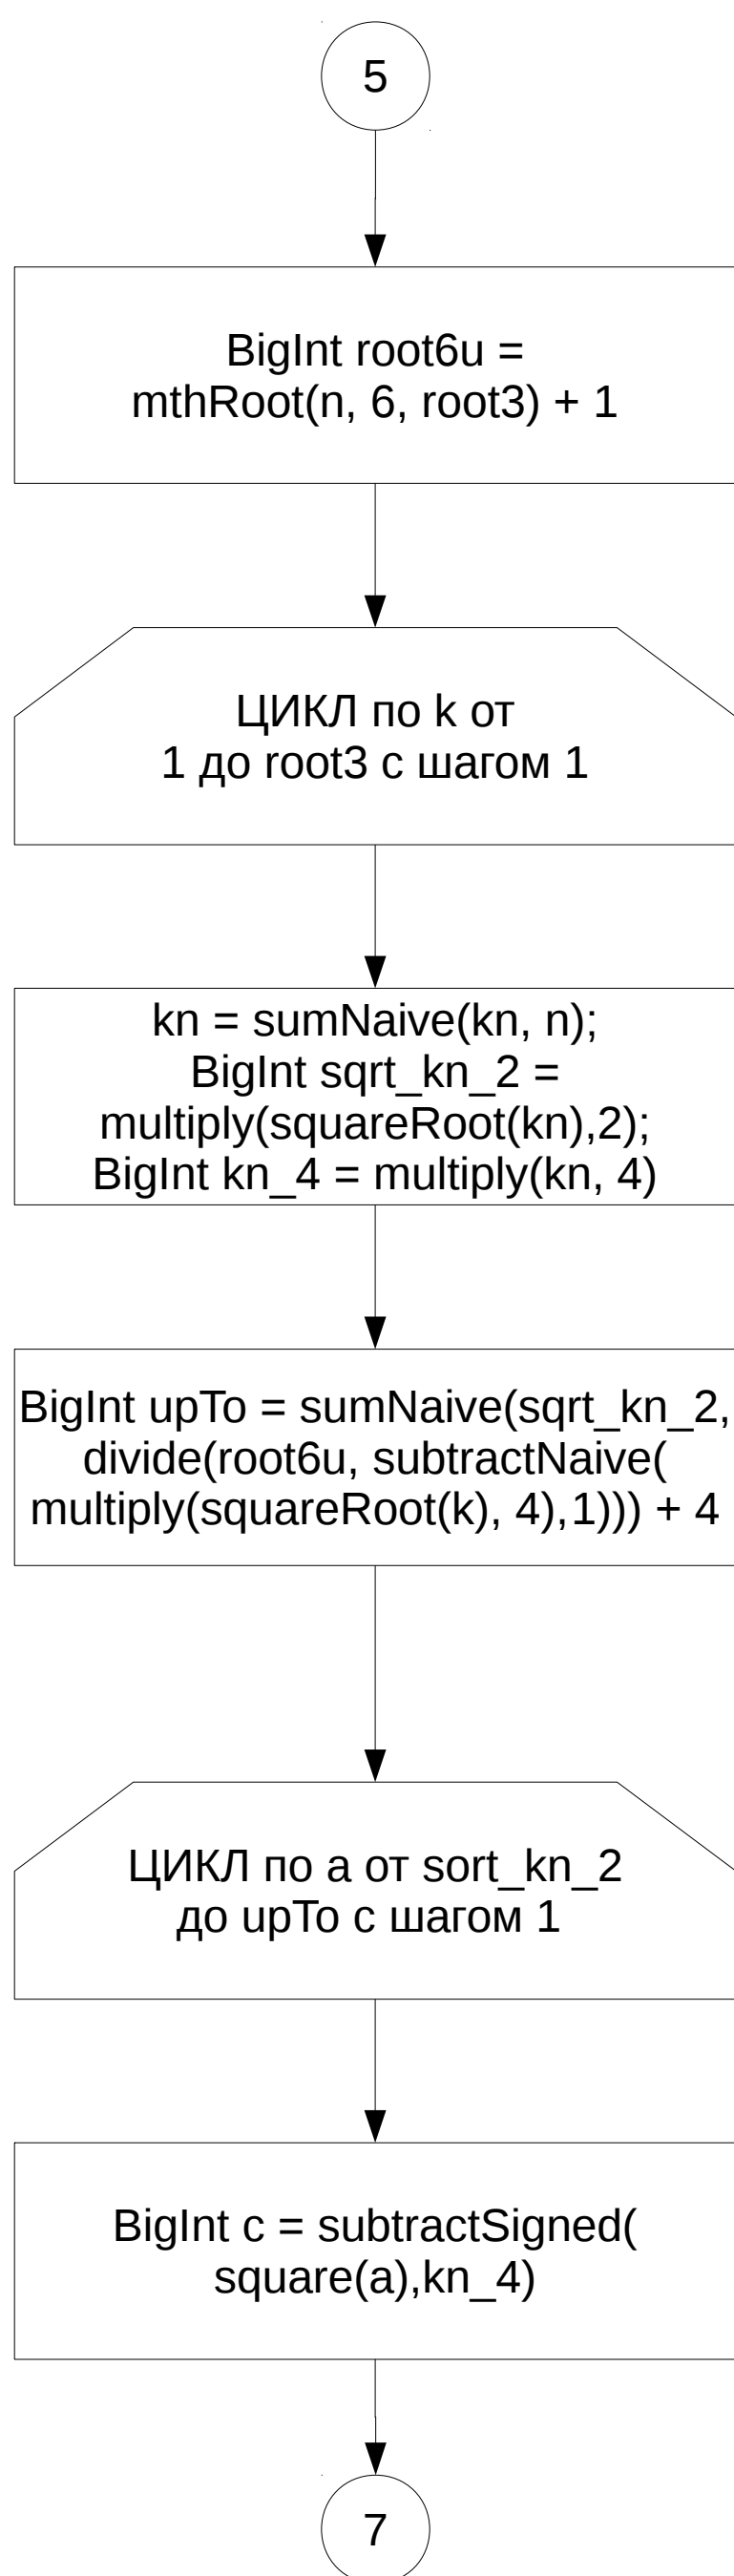 5
BigInt root6u =
mthRoot(n, 6, root3) + 1
ЦИКЛ по k от
1 до root3 с шагом 1
kn = sumNaive(kn, n);
BigInt sqrt_kn_2 =
multiply(squareRoot(kn),2);
BigInt kn_4 = multiply(kn, 4)
BigInt upTo = sumNaive(sqrt_kn_2,
divide(root6u, subtractNaive(
multiply(squareRoot(k), 4),1))) + 4
ЦИКЛ по a от sort_kn_2
до upTo с шагом 1
BigInt c = subtractSigned(
square(a),kn_4)
7